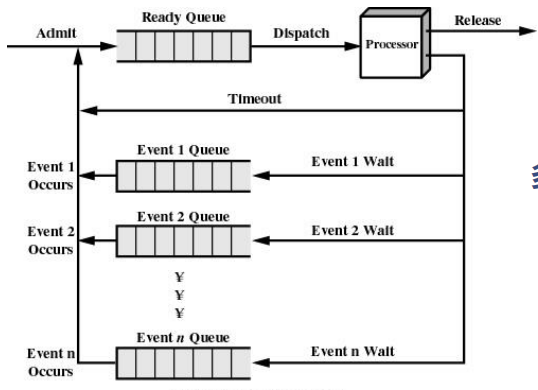 Ready Queue
Release
Admit
Dispatch
Processor
Timeout
Event 1 Queue
Event 1 Wait
Event 1
Occurs
Event 2 Queue
Event 2 Wait
Event 2
Occurs
¥
¥
¥
Event n Queue
Event n Wait
Event n
Occurs